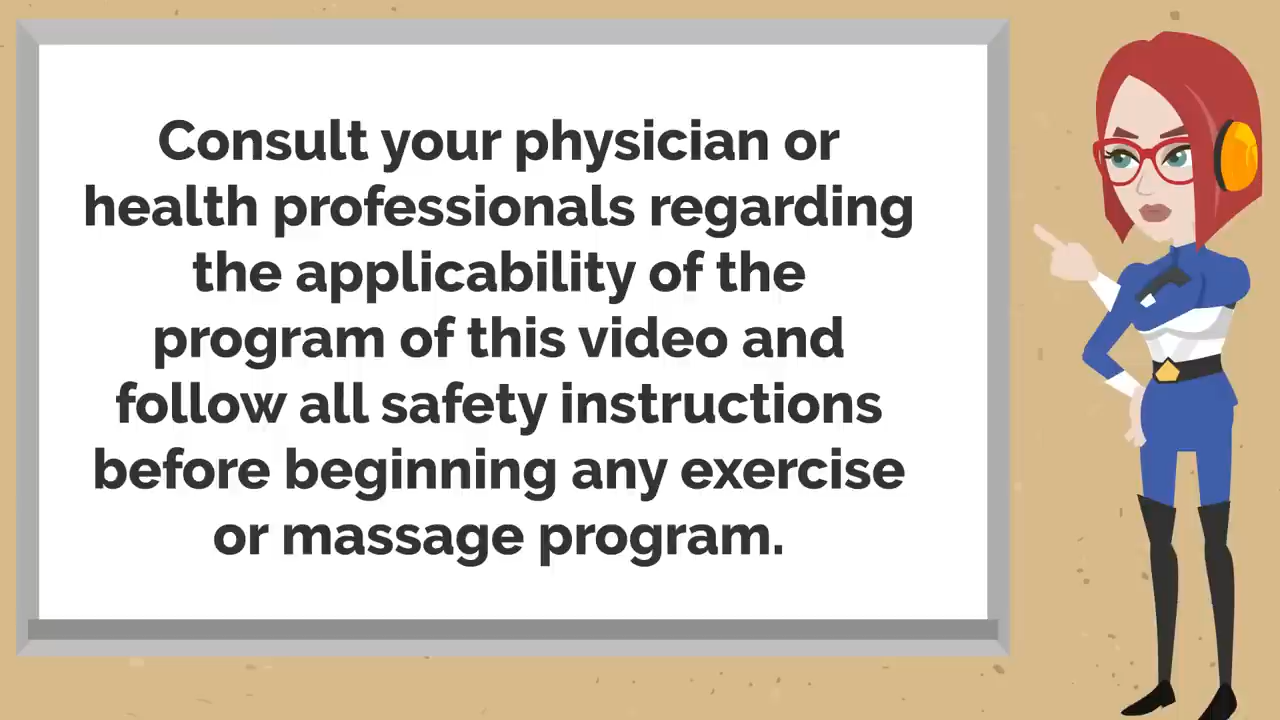 Consult your physician or
health professionals regarding
the applicability of the
program of this video and
follow all safety instructions
before beginning any exercise
or massage program.